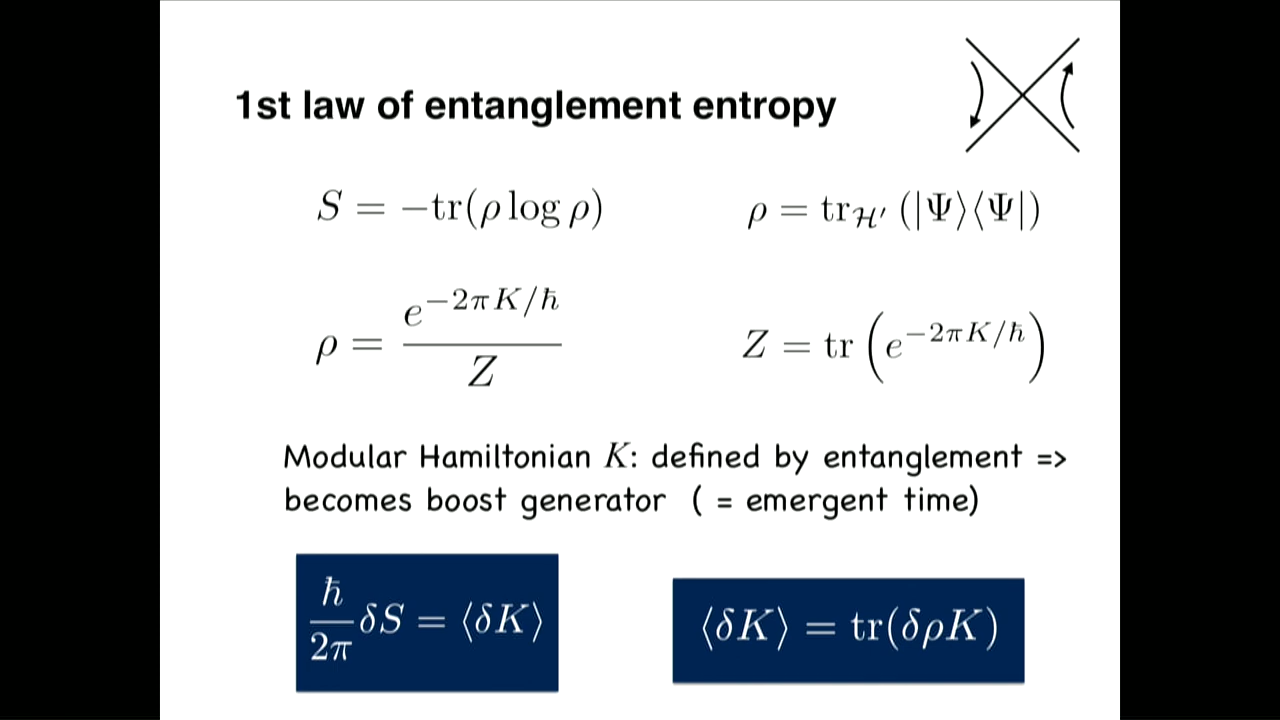 1st law of entanglement entropy
S = −tr(ρ log ρ)
ρ = tr_{ℋ′} (|Ψ⟩⟨Ψ|)
ρ = e^{−2πK/ħ} / Z
Z = tr (e^{−2πK/ħ})
Modular Hamiltonian K: defined by entanglement =>
becomes boost generator ( = emergent time)
ħ/2π δS = ⟨δK⟩
⟨δK⟩ = tr(δρK)